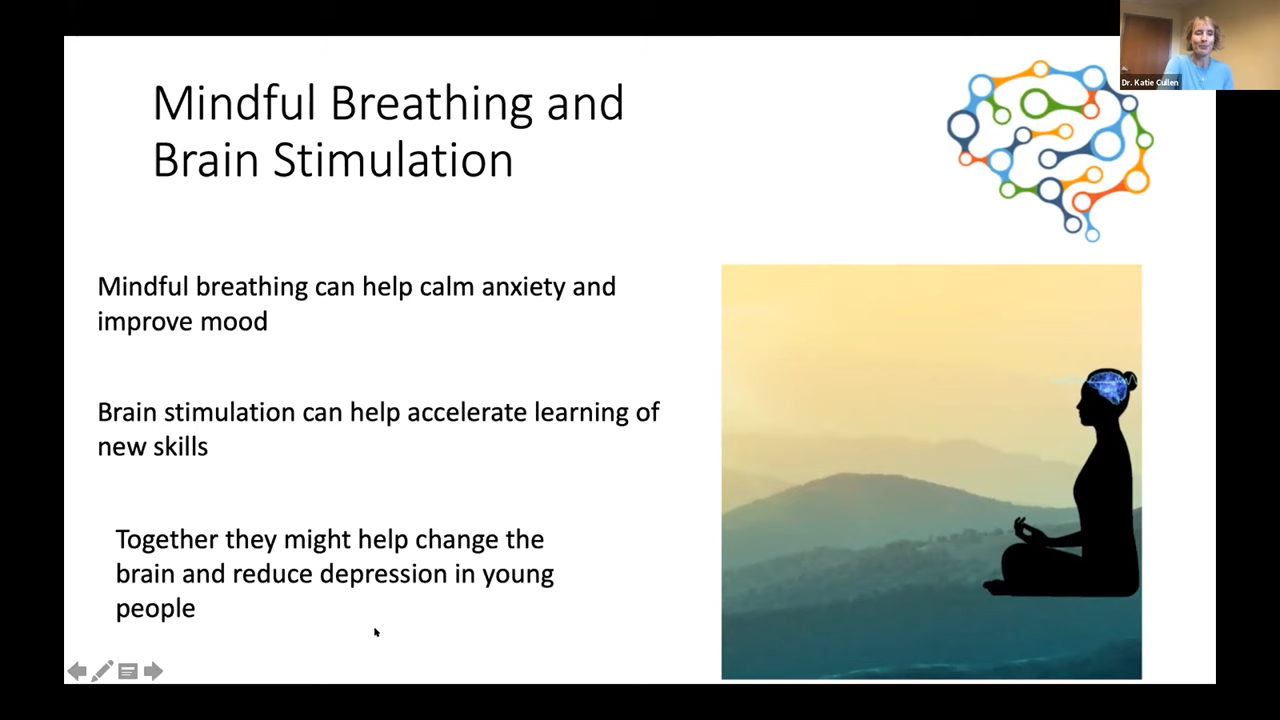 Mindful Breathing and
Brain Stimulation
Dr. Katie Cullen
Mindful breathing can help calm anxiety and
improve mood
Brain stimulation can help accelerate learning of
new skills
Together they might help change the
brain and reduce depression in young
people